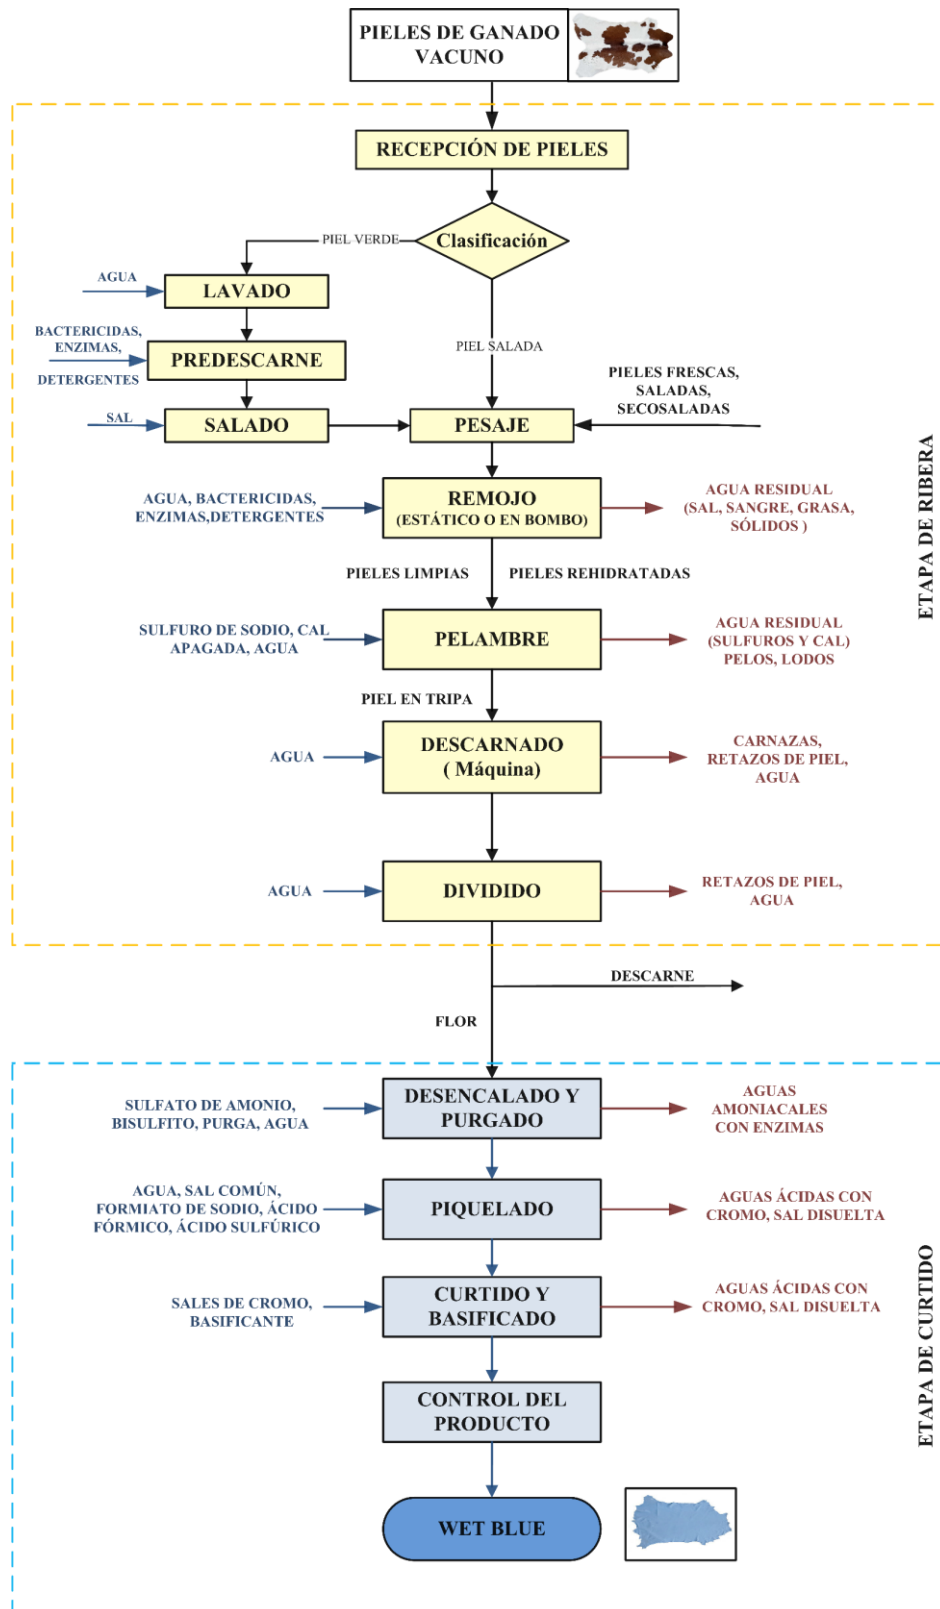 PIELES DE GANADO
VACUNO
RECEPCIÓN DE PIELES
Clasificación
PIEL VERDE
AGUA
LAVADO
BACTERICIDAS,
ENZIMAS,
DETERGENTES
PREDESCARNE
PIEL SALADA
SAL
SALADO
PESAJE
PIELES FRESCAS,
SALADAS,
SECOSALADAS
AGUA, BACTERICIDAS,
ENZIMAS,DETERGENTES
REMOJO
(ESTÁTICO O EN BOMBO)
AGUA RESIDUAL
(SAL, SANGRE, GRASA,
SÓLIDOS )
PIELES LIMPIAS
PIELES REHIDRATADAS
SULFURO DE SODIO, CAL
APAGADA, AGUA
PELAMBRE
AGUA RESIDUAL
(SULFUROS Y CAL)
PELOS, LODOS
PIEL EN TRIPA
AGUA
DESCARNADO
( Máquina)
CARNAZAS,
RETAZOS DE PIEL,
AGUA
AGUA
DIVIDIDO
RETAZOS DE PIEL,
AGUA
ETAPA DE RIBERA
DESCARNE
FLOR
SULFATO DE AMONIO,
BISULFITO, PURGA, AGUA
DESENCALADO Y
PURGADO
AGUAS
AMONIACALES
CON ENZIMAS
AGUA, SAL COMÚN,
FORMIATO DE SODIO, ÁCIDO
FÓRMICO, ÁCIDO SULFÚRICO
PIQUELADO
AGUAS ÁCIDAS CON
CROMO, SAL DISUELTA
SALES DE CROMO,
BASIFICANTE
CURTIDO Y
BASIFICADO
AGUAS ÁCIDAS CON
CROMO, SAL DISUELTA
CONTROL DEL
PRODUCTO
WET BLUE
ETAPA DE CURTIDO